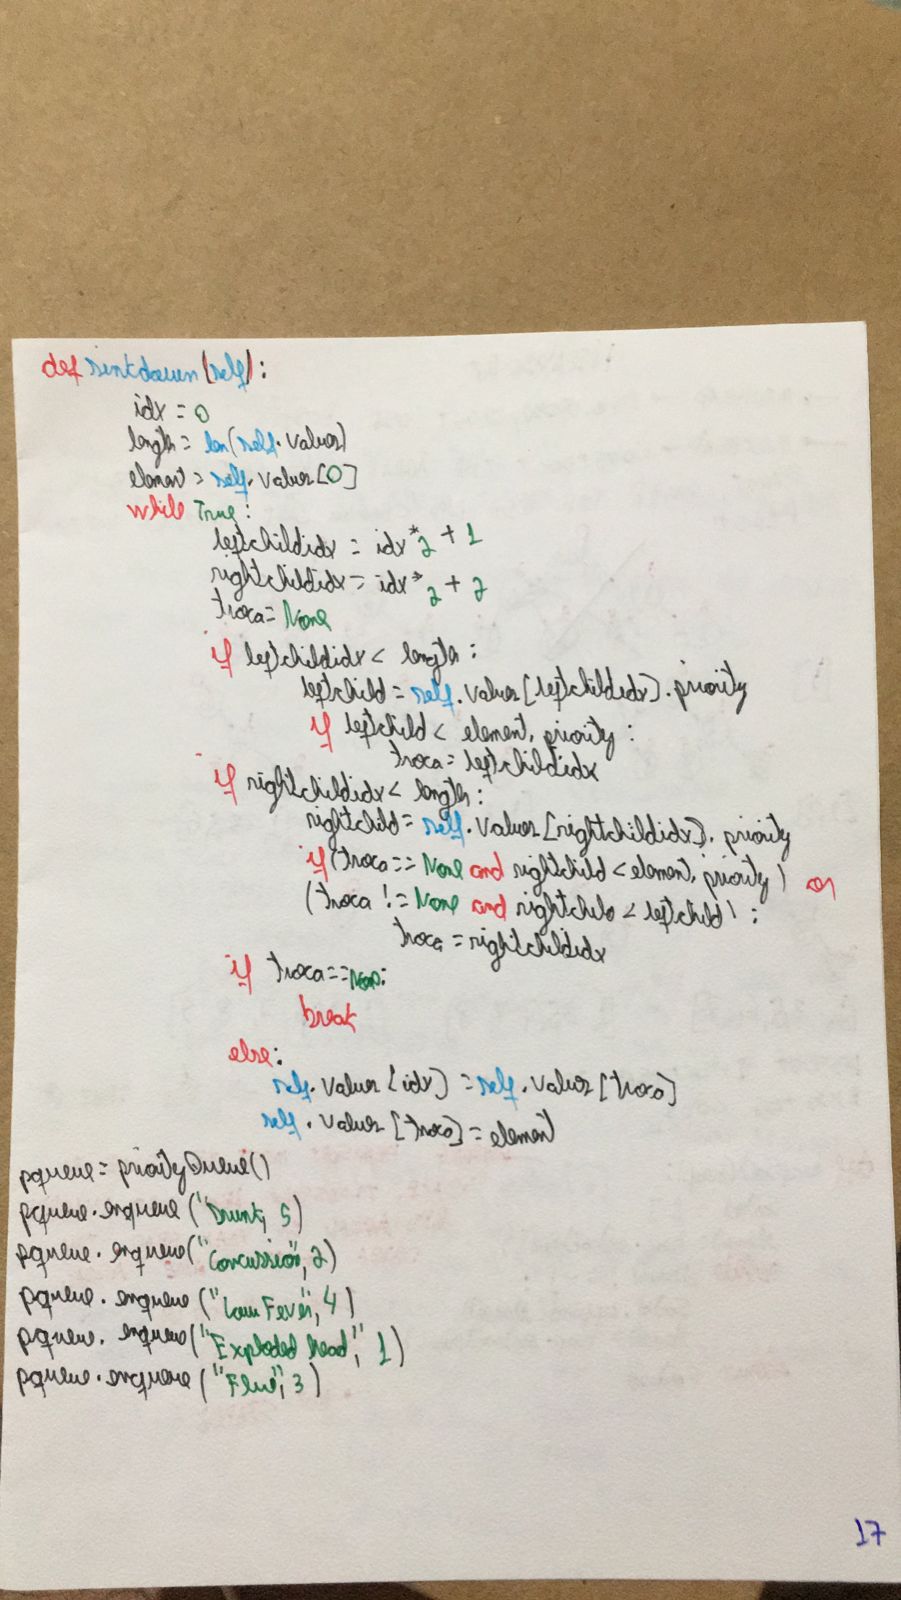 def sinkdown(self):
idx = 0
length = len(self.values)
element = self.values[0]
while True:
leftchildidx = idx*2 + 1
rightchildidx = idx*2 + 2
troca = None
if leftchildidx < length:
leftchild = self.values[leftchildidx].priority
if leftchild < element.priority:
troca = leftchildidx
if rightchildidx < length:
rightchild = self.values[rightchildidx].priority
if (troca == None and rightchild < element.priority) or
(troca != None and rightchild < leftchild):
troca = rightchildidx
if troca == None:
break
else:
self.values[idx] = self.values[troca]
self.values[troca] = element
pqueue = priorityQueue()
pqueue.enqueue("Drunk, 5)
pqueue.enqueue("Concussion", 2)
pqueue.enqueue("Low Fever", 4)
pqueue.enqueue("Exploded head", 1)
pqueue.enqueue("Flue", 3)
17